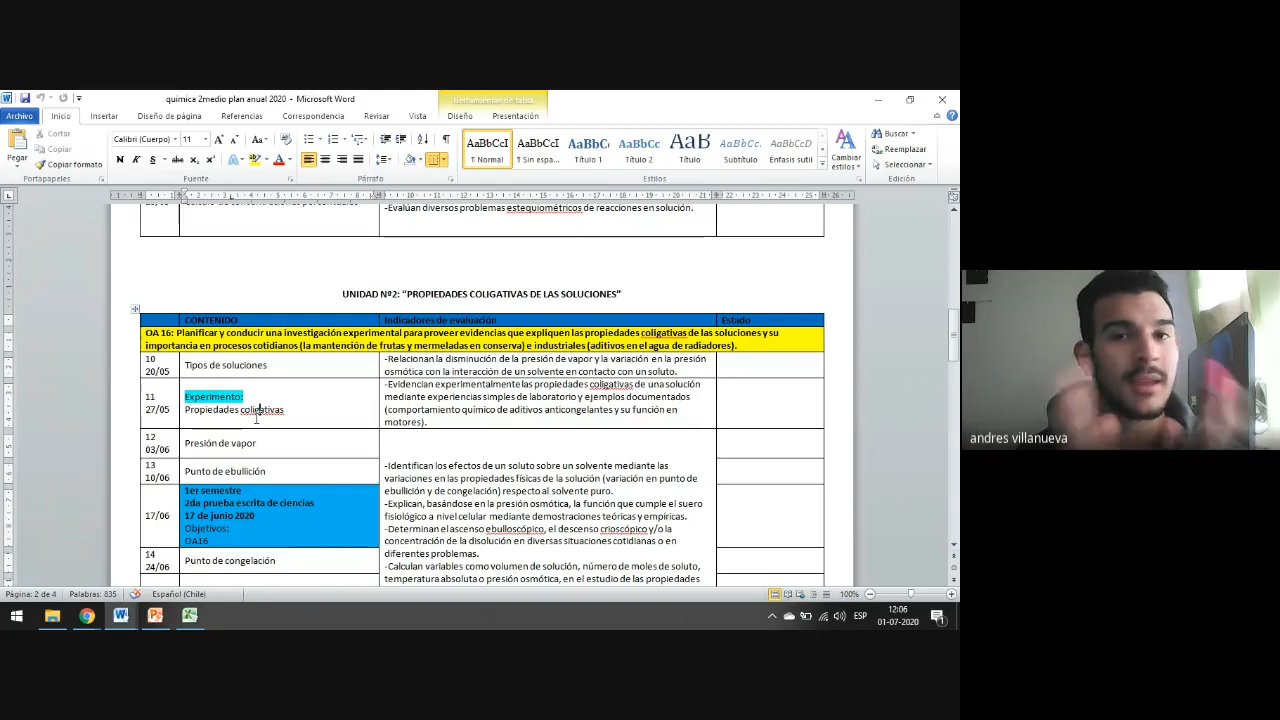 quimica 2medio plan anual 2020 - Microsoft Word
Herramientas de tabla
Archivo Inicio Insertar Diseño de página Referencias Correspondencia Revisar Vista Diseño Presentación
Pegar
Cortar
Copiar
Copiar formato
Portapapeles
Calibri (Cuerpo) 11
N K S abc x₂ x² A
Fuente
Párrafo
AaBbCcI AaBbCcI AaBbC AaBbCc AaB AaBbCc. AaBbCcI
¶ Normal ¶ Sin espa... Título 1 Título 2 Título Subtítulo Énfasis sutil
Estilos
Cambiar
estilos
Buscar
Reemplazar
Seleccionar
Edición
-Evalúan diversos problemas estequiométricos de reacciones en solución.
UNIDAD Nº2: “PROPIEDADES COLIGATIVAS DE LAS SOLUCIONES”
CONTENIDO Indicadores de evaluación Estado
OA 16: Planificar y conducir una investigación experimental para proveer evidencias que expliquen las propiedades coligativas de las soluciones y su
importancia en procesos cotidianos (la mantención de frutas y mermeladas en conserva) e industriales (aditivos en el agua de radiadores).
10
20/05
Tipos de soluciones
-Relacionan la disminución de la presión de vapor y la variación en la presión
osmótica con la interacción de un solvente en contacto con un soluto.
11
27/05
Experimento:
Propiedades coligativas
-Evidencian experimentalmente las propiedades coligativas de una solución
mediante experiencias simples de laboratorio y ejemplos documentados
(comportamiento químico de aditivos anticongelantes y su función en
motores).
12
03/06
Presión de vapor
13
10/06
Punto de ebullición
17/06
1er semestre
2da prueba escrita de ciencias
17 de junio 2020
Objetivos:
OA16
14
24/06
Punto de congelación
-Identifican los efectos de un soluto sobre un solvente mediante las
variaciones en las propiedades físicas de la solución (variación en punto de
ebullición y de congelación) respecto al solvente puro.
-Explican, basándose en la presión osmótica, la función que cumple el suero
fisiológico a nivel celular mediante demostraciones teóricas y empíricas.
-Determinan el ascenso ebulloscópico, el descenso crioscópico y/o la
concentración de la disolución en diversas situaciones cotidianas o en
diferentes problemas.
-Calculan variables como volumen de solución, número de moles de soluto,
temperatura absoluta o presión osmótica, en el estudio de las propiedades
Página: 2 de 4 Palabras: 835 Español (Chile) 100%
ESP
12:06
01-07-2020
andres villanueva